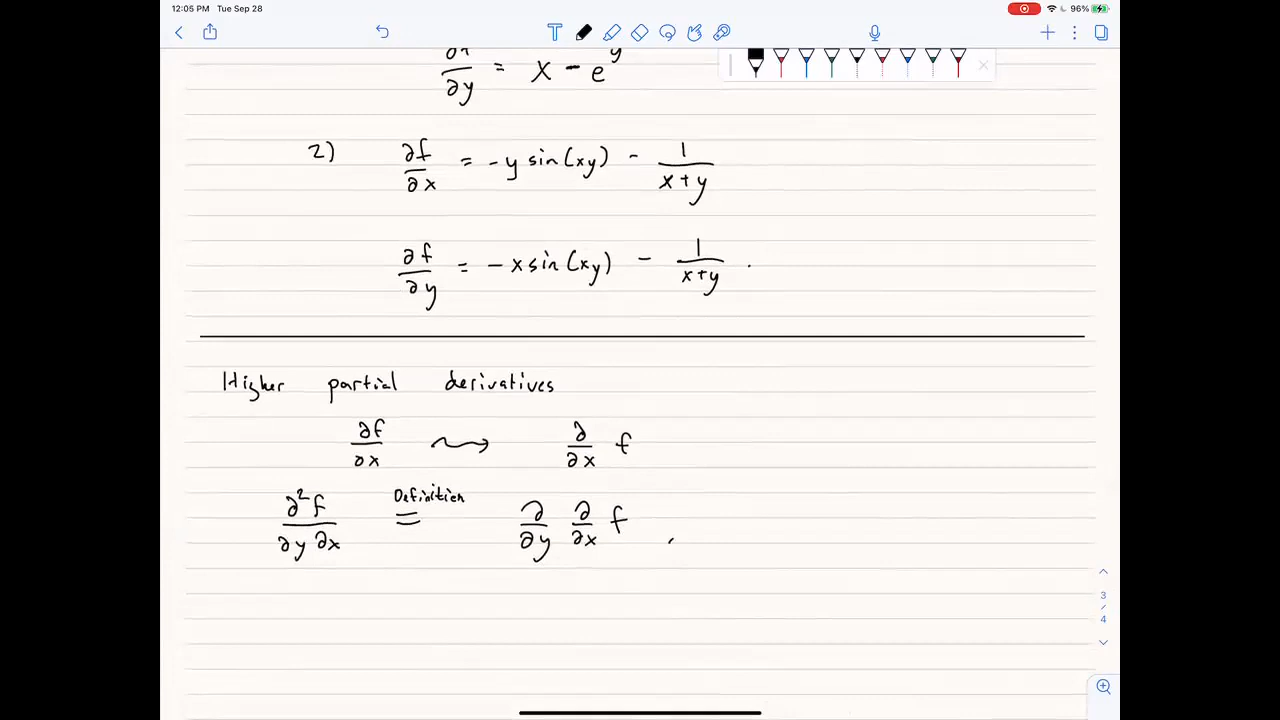 12:05 PM Tue Sep 28
96%
∂f/∂y = x - e^y
2) ∂f/∂x = -y sin(xy) - 1/(x+y)
∂f/∂y = -x sin(xy) - 1/(x+y) .
Higher partial derivatives
∂f/∂x ⇝ ∂/∂x f
∂²f/∂y ∂x = Definition ∂/∂y ∂/∂x f
3 / 4